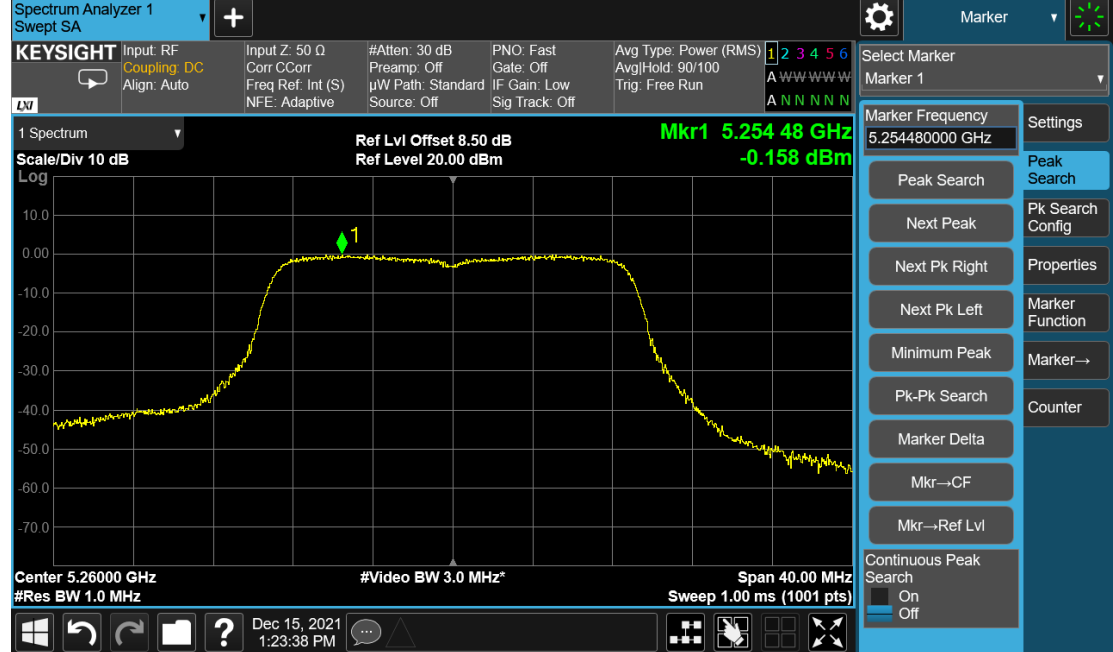 Spectrum Analyzer 1
Swept SA
Marker
KEYSIGHT
LXI
Input: RF
Coupling: DC
Align: Auto
Input Z: 50 Ω
Corr CCorr
Freq Ref: Int (S)
NFE: Adaptive
#Atten: 30 dB
Preamp: Off
µW Path: Standard
Source: Off
PNO: Fast
Gate: Off
IF Gain: Low
Sig Track: Off
Avg Type: Power (RMS)
Avg|Hold: 90/100
Trig: Free Run
1 2 3 4 5 6
A W W W W W
A N N N N N
Select Marker
Marker 1
1 Spectrum
Ref Lvl Offset 8.50 dB
Ref Level 20.00 dBm
Mkr1 5.254 48 GHz
-0.158 dBm
Scale/Div 10 dB
Log
10.0
0.00
-10.0
-20.0
-30.0
-40.0
-50.0
-60.0
-70.0
1
Center 5.26000 GHz
#Res BW 1.0 MHz
#Video BW 3.0 MHz*
Span 40.00 MHz
Sweep 1.00 ms (1001 pts)
Marker Frequency
5.254480000 GHz
Peak Search
Next Peak
Next Pk Right
Next Pk Left
Minimum Peak
Pk-Pk Search
Marker Delta
Mkr→CF
Mkr→Ref Lvl
Continuous Peak
Search
On
Off
Settings
Peak
Search
Pk Search
Config
Properties
Marker
Function
Marker→
Counter
Dec 15, 2021
1:23:38 PM